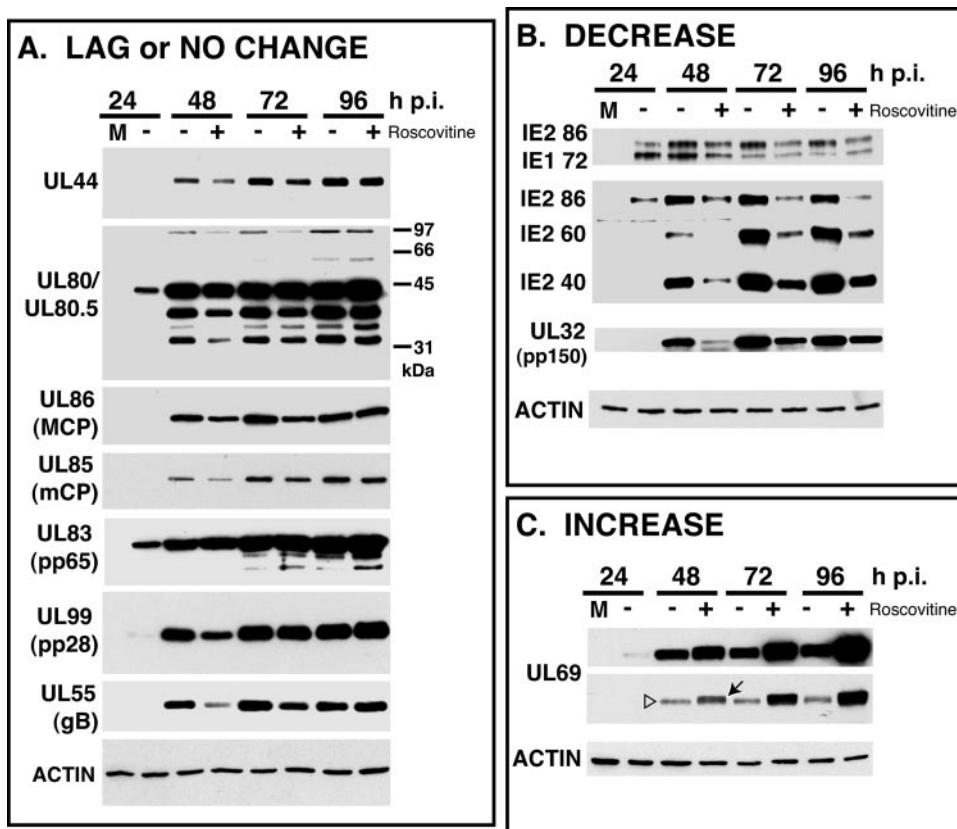 A. LAG or NO CHANGE
24 48 72 96 h p.i.
M - - + - + - + Roscovitine
UL44
97
66
UL80/
UL80.5
45
31
kDa
UL86
(MCP)
UL85
(mCP)
UL83
(pp65)
UL99
(pp28)
UL55
(gB)
ACTIN
B. DECREASE
24 48 72 96 h p.i.
M - - + - + - + Roscovitine
IE2 86
IE1 72
IE2 86
IE2 60
IE2 40
UL32
(pp150)
ACTIN
C. INCREASE
24 48 72 96 h p.i.
M - - + - + - + Roscovitine
UL69
ACTIN